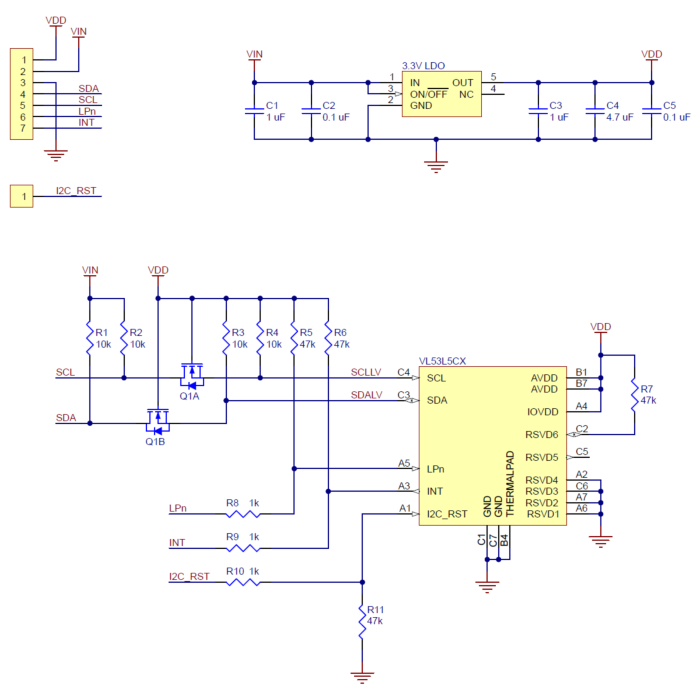 VDD
VIN
1
2
3
4 SDA
5 SCL
6 LPn
7 INT
1 I2C_RST
VIN
VDD
3.3V LDO
1 IN OUT 5
3 ON/OFF NC 4
2 GND
C1
1 uF
C2
0.1 uF
C3
1 uF
C4
4.7 uF
C5
0.1 uF
VIN
VDD
R1
10k
R2
10k
R3
10k
R4
10k
R5
47k
R6
47k
SCL
Q1A
SCLLV
SDA
Q1B
SDALV
VL53L5CX
C4 SCL
C3 SDA
A5 LPn
A3 INT
A1 I2C_RST
AVDD B1
AVDD B7
IOVDD A4
RSVD6 C2
RSVD5 C5
RSVD4 A2
RSVD3 C6
RSVD2 A7
RSVD1 A6
GND
GND
THERMALPAD
C1
C7
B4
VDD
R7
47k
LPn R8 1k
INT R9 1k
I2C_RST R10 1k
R11
47k